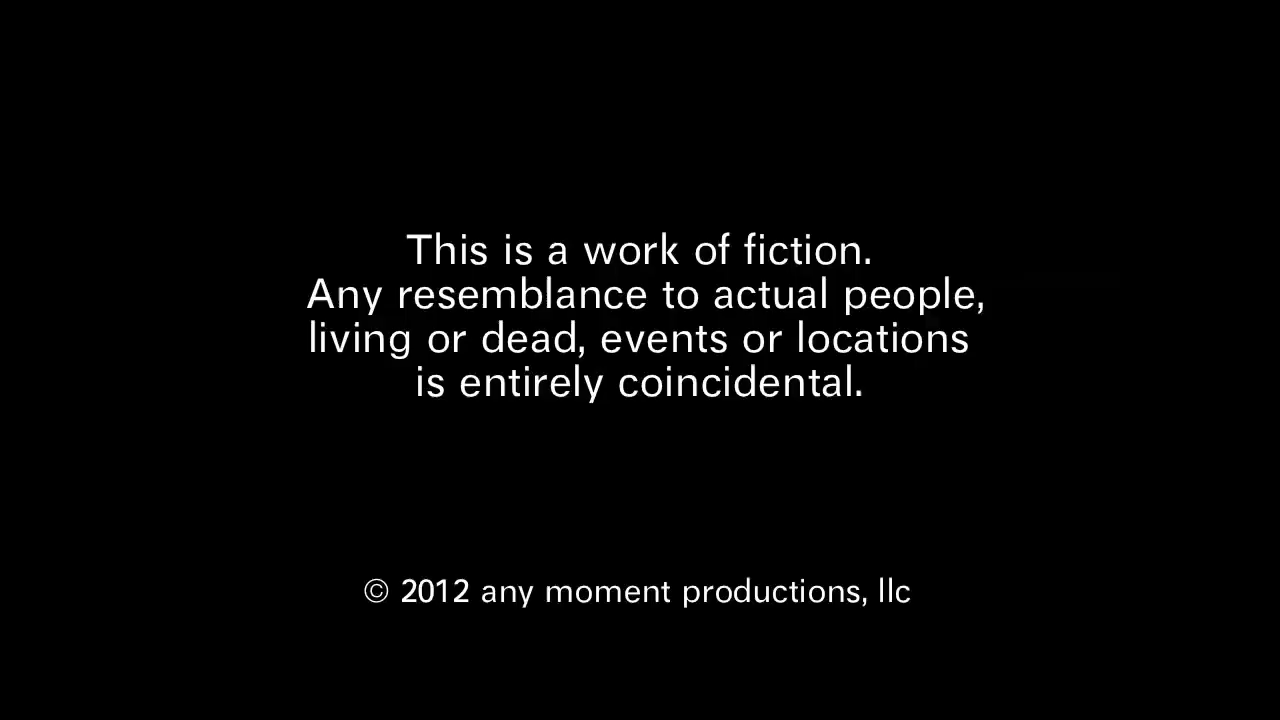 This is a work of fiction.
Any resemblance to actual people,
living or dead, events or locations
is entirely coincidental.
© 2012 any moment productions, llc